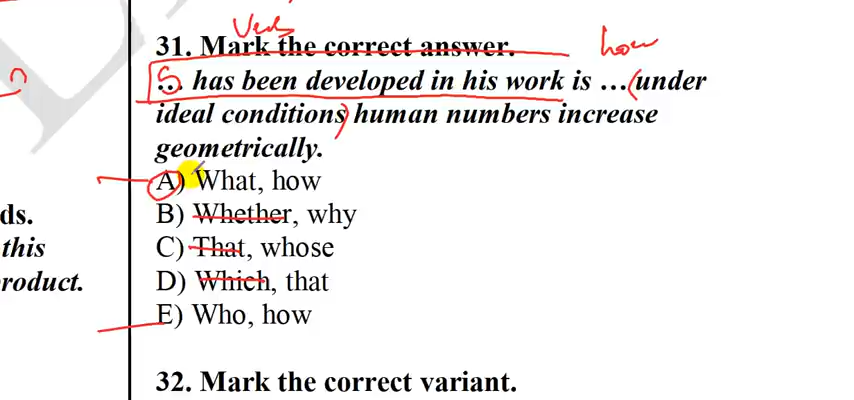 31. Mark the correct answer.
how
S
... has been developed in his work is ... (under
ideal conditions) human numbers increase
geometrically.
A) What, how
B) Whether, why
C) That, whose
D) Which, that
E) Who, how
32. Mark the correct variant.
ds.
this
roduct.